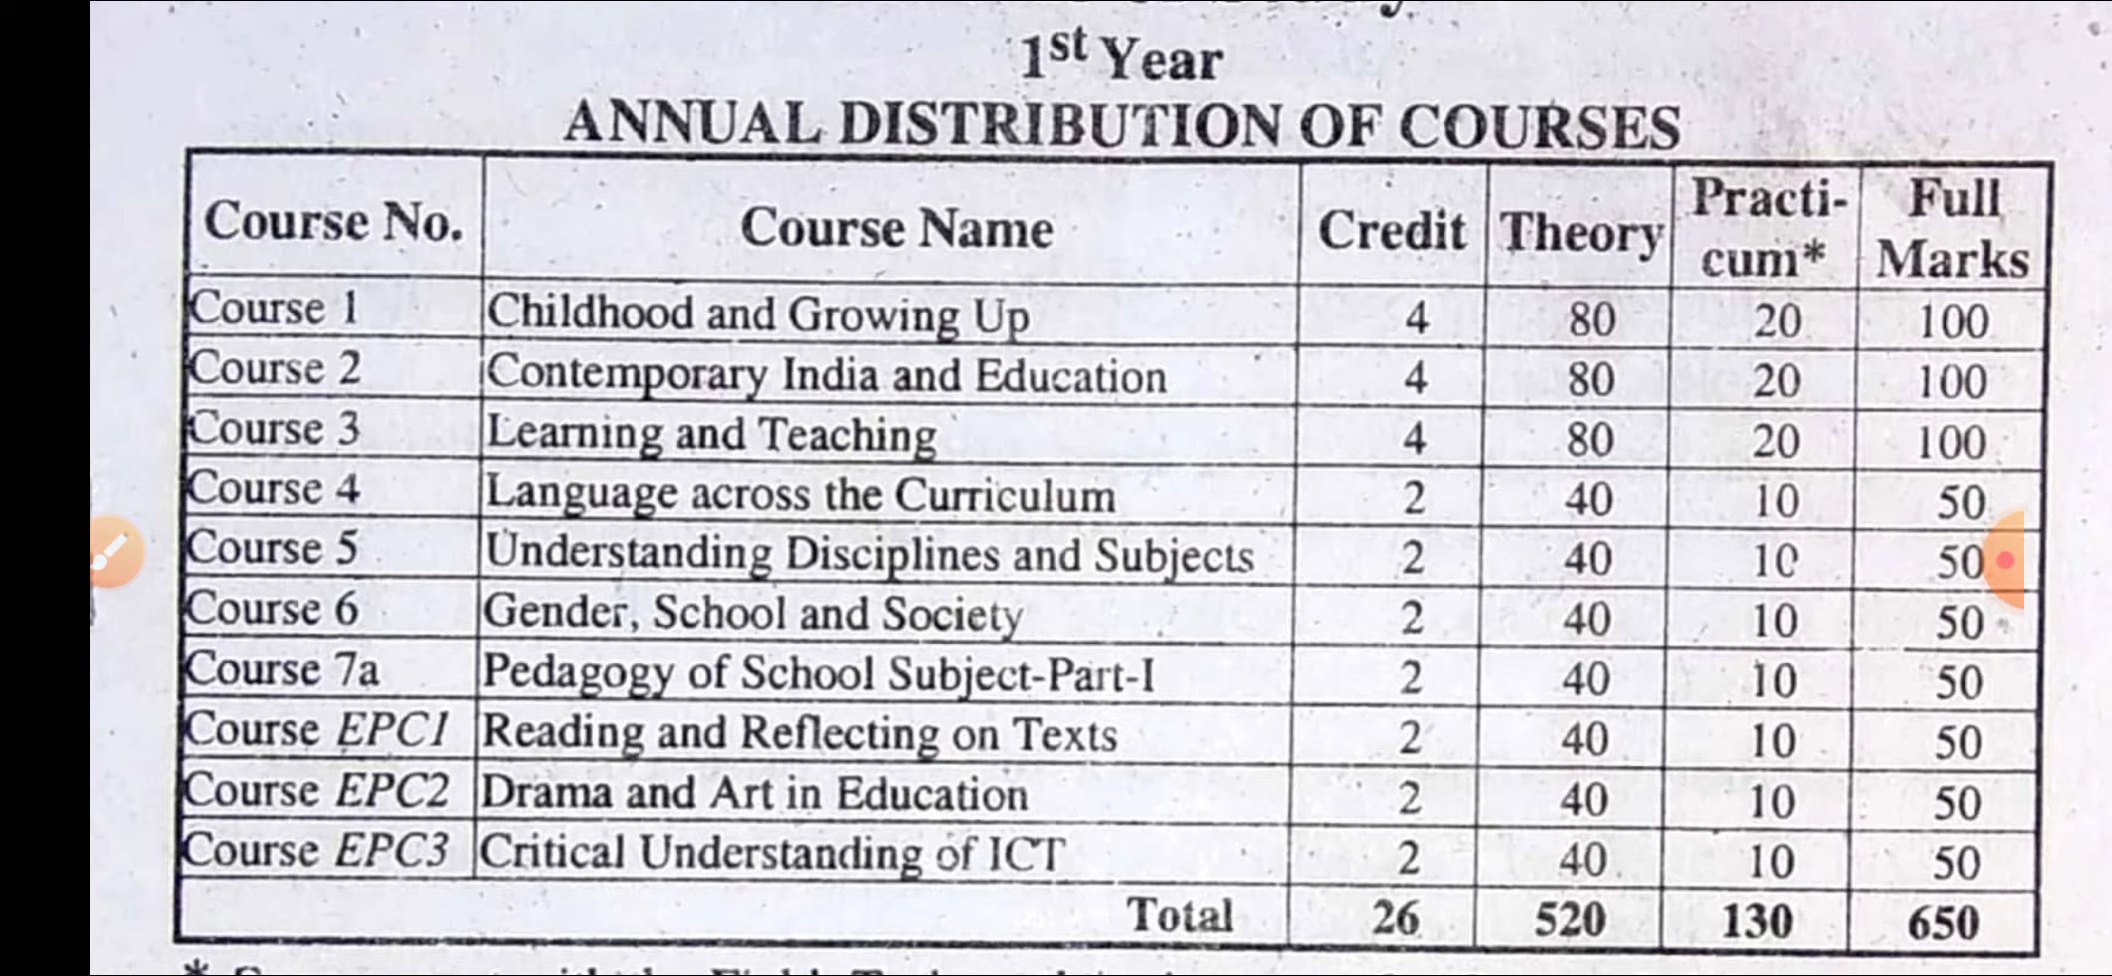 1st Year
ANNUAL DISTRIBUTION OF COURSES
Course No. Course Name Credit Theory Practi-cum* Full Marks
Course 1 Childhood and Growing Up 4 80 20 100
Course 2 Contemporary India and Education 4 80 20 100
Course 3 Learning and Teaching 4 80 20 100
Course 4 Language across the Curriculum 2 40 10 50
Course 5 Understanding Disciplines and Subjects 2 40 10 50
Course 6 Gender, School and Society 2 40 10 50
Course 7a Pedagogy of School Subject-Part-I 2 40 10 50
Course EPC1 Reading and Reflecting on Texts 2 40 10 50
Course EPC2 Drama and Art in Education 2 40 10 50
Course EPC3 Critical Understanding of ICT 2 40 10 50
Total 26 520 130 650